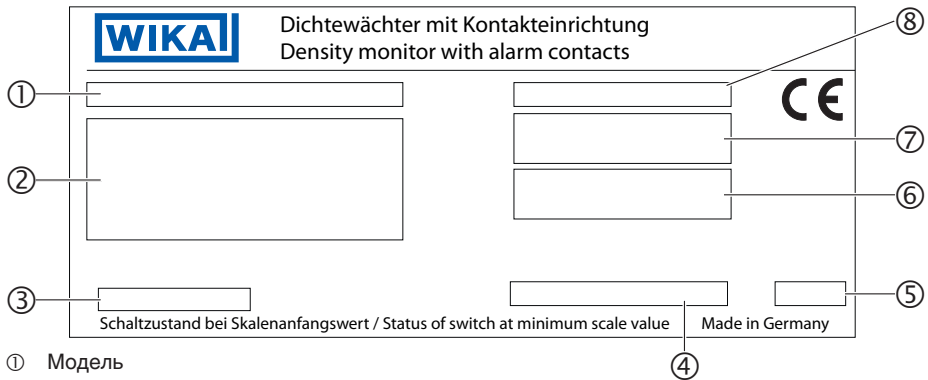 WIKA
Dichtewächter mit Kontakteinrichtung
Density monitor with alarm contacts
CE
①
②
③
④
⑤
⑥
⑦
⑧
Schaltzustand bei Skalenanfangswert / Status of switch at minimum scale value
Made in Germany
① Модель